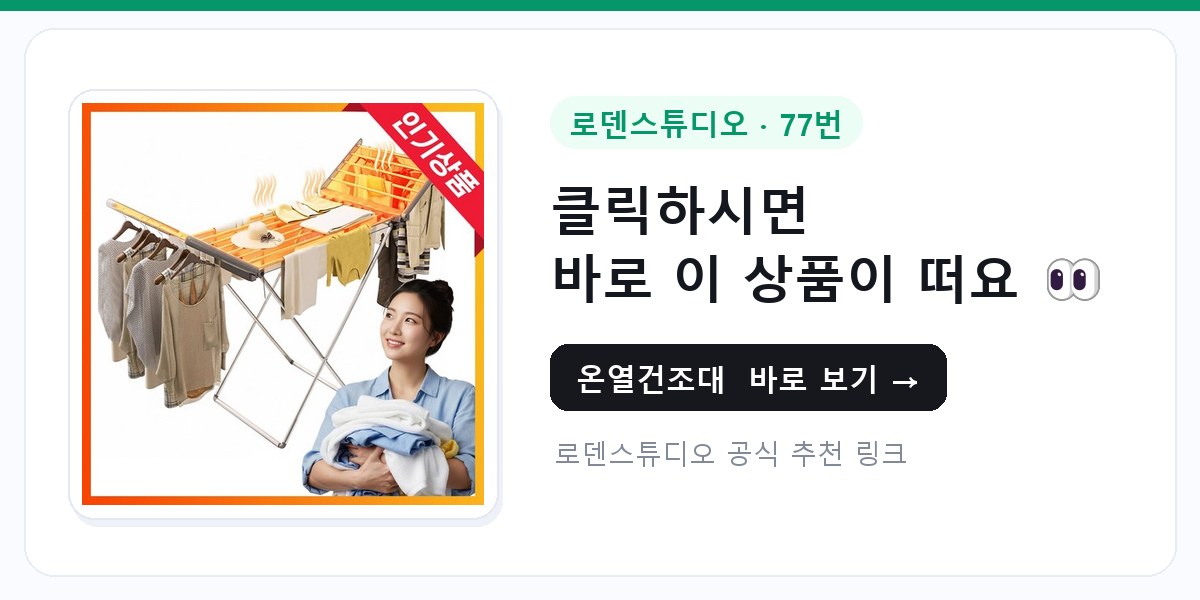 인기상품
로덴스튜디오 · 77번
클릭하시면
바로 이 상품이 떠요 👀
온열건조대 바로 보기 →
로덴스튜디오 공식 추천 링크